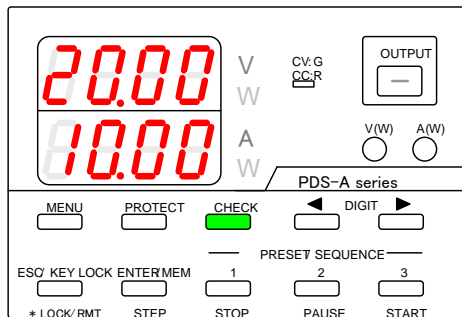 20.00 V
W
10.00 A
W
CV:G
CC:R
OUTPUT
V(W) A(W)
PDS-A series
MENU PROTECT CHECK ◀ DIGIT ▶
PRESET/ SEQUENCE
ESC/ KEY LOCK ENTER/MEM 1 2 3
* LOCK/RMT STEP STOP PAUSE START